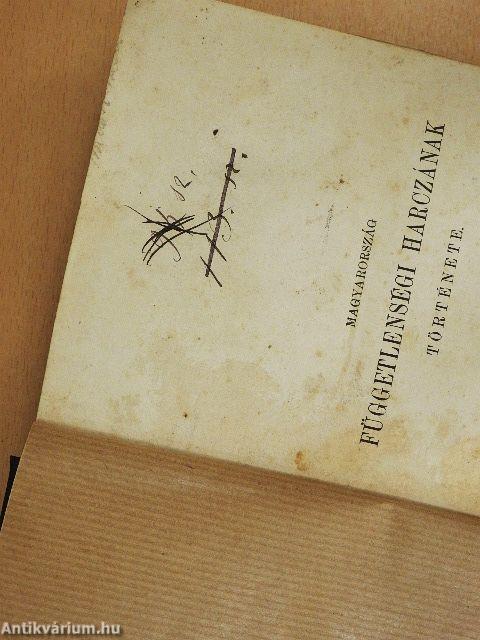 MAGYARORSZÁG
FÜGGETLENSÉGI HARCZÁNAK
TÖRTÉNETE.
Antikvárium.hu